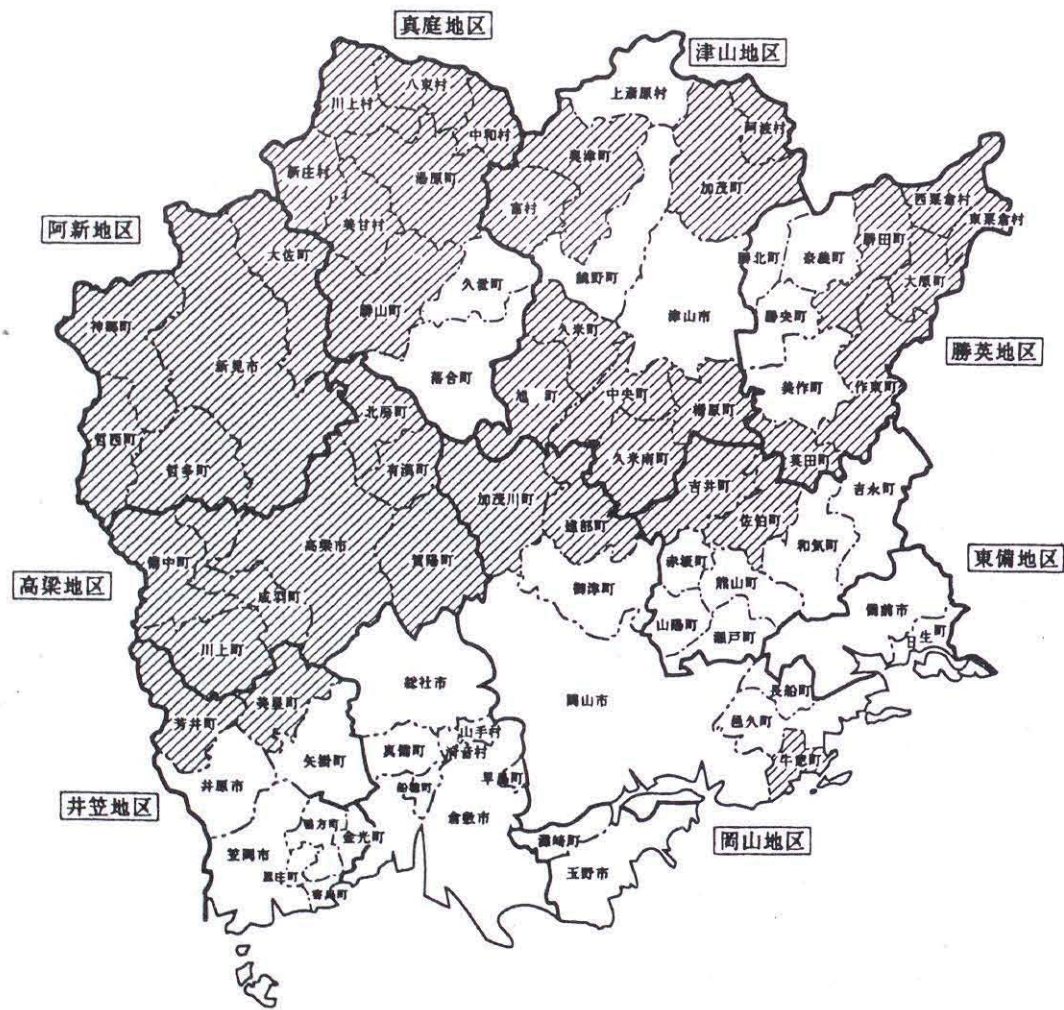 真庭地区
津山地区
八束村
川上村
中和村
上斎原村
阿波村
新庄村
湯原町
奥津町
加茂町
富村
西粟倉村
東粟倉村
阿新地区
美甘村
勝田町
大佐町
勝北町
奈義町
大原町
久世町
鏡野町
神郷町
勝山町
津山市
勝央町
久米町
勝英地区
新見市
落合町
美作町
作東町
旭町
中央町
柵原町
北房町
哲西町
哲多町
有漢町
久米南町
英田町
吉井町
吉永町
加茂川町
建部町
佐伯町
高梁市
和気町
備中町
賀陽町
赤坂町
東備地区
高梁地区
御津町
熊山町
成羽町
備前市
山陽町
瀬戸町
日生町
川上町
総社市
長船町
美星町
岡山市
芳井町
山手村
邑久町
矢掛町
真備町
清音村
牛窓町
井原市
早島町
船穂町
井笠地区
鴨方町
金光町
倉敷市
灘崎町
岡山地区
笠岡市
里庄町
玉野市
寄島町